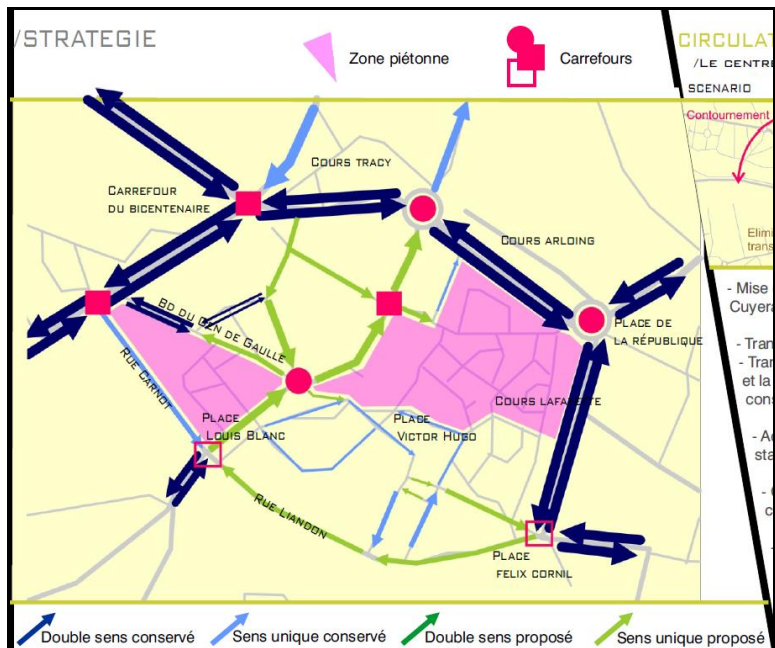 /STRATEGIE
Zone piétonne
Carrefours
CIRCULAT
/LE CENTRE
SCENARIO
Contournement
COURS TRACY
CARREFOUR
DU BICENTENAIRE
COURS ARLOING
Elimi
trans
BD DU GEN DE GAULLE
PLACE DE
LA RÉPUBLIQUE
RUE CARNOT
COURS LAFAYETTE
PLACE
LOUIS BLANC
PLACE
VICTOR HUGO
RUE LIANDON
PLACE
FELIX CORNIL
- Mise
Cuyera
- Tran
- Tran
et la
cons
- Ac
sta
- C
c
Double sens conservé
Sens unique conservé
Double sens proposé
Sens unique proposé